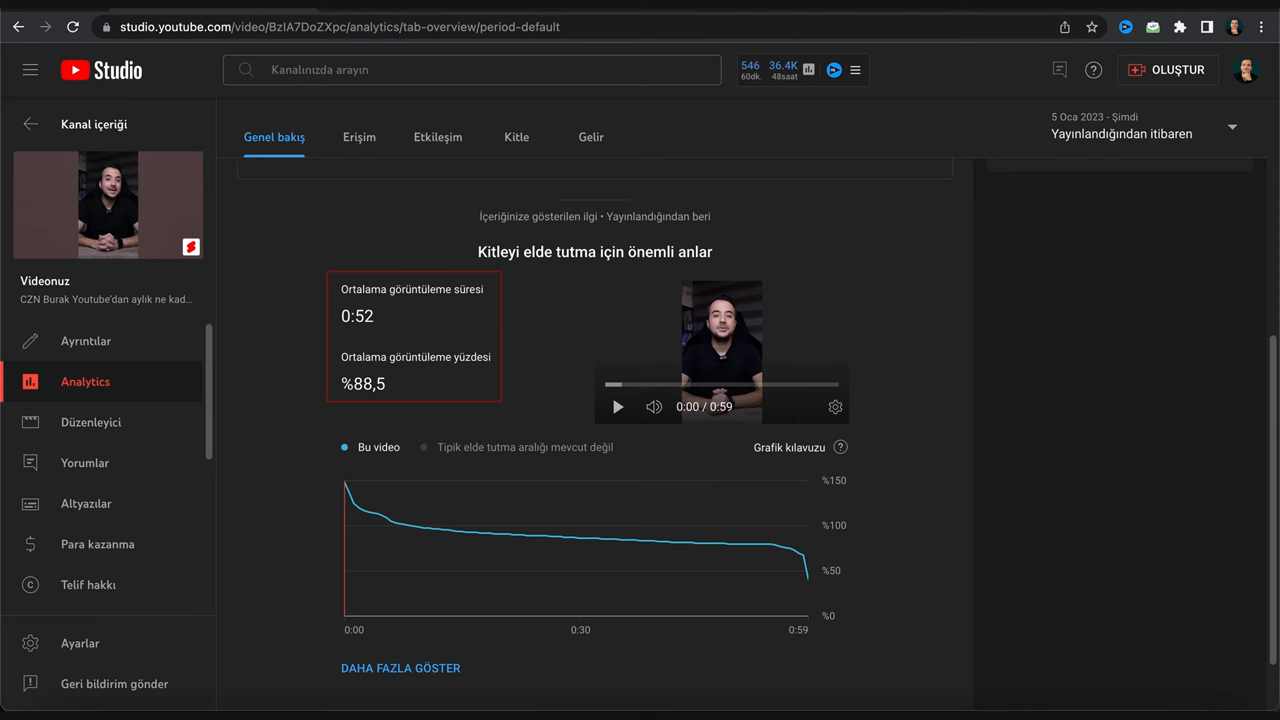 studio.youtube.com/video/BzIA7DoZXpc/analytics/tab-overview/period-default
Studio
Kanalınızda arayın
546 36.4K
60dk. 48saat
OLUŞTUR
Kanal içeriği
Genel bakış Erişim Etkileşim Kitle Gelir
5 Oca 2023 - Şimdi
Yayınlandığından itibaren
İçeriğinize gösterilen ilgi • Yayınlandığından beri
Kitleyi elde tutma için önemli anlar
Videonuz
CZN Burak Youtube'dan aylık ne kad...
Ortalama görüntüleme süresi
0:52
Ortalama görüntüleme yüzdesi
%88,5
0:00 / 0:59
Ayrıntılar
Analytics
Düzenleyici
Yorumlar
Altyazılar
Para kazanma
Telif hakkı
Ayarlar
Geri bildirim gönder
Bu video Tipik elde tutma aralığı mevcut değil Grafik kılavuzu
%150
%100
%50
%0
0:00 0:30 0:59
DAHA FAZLA GÖSTER